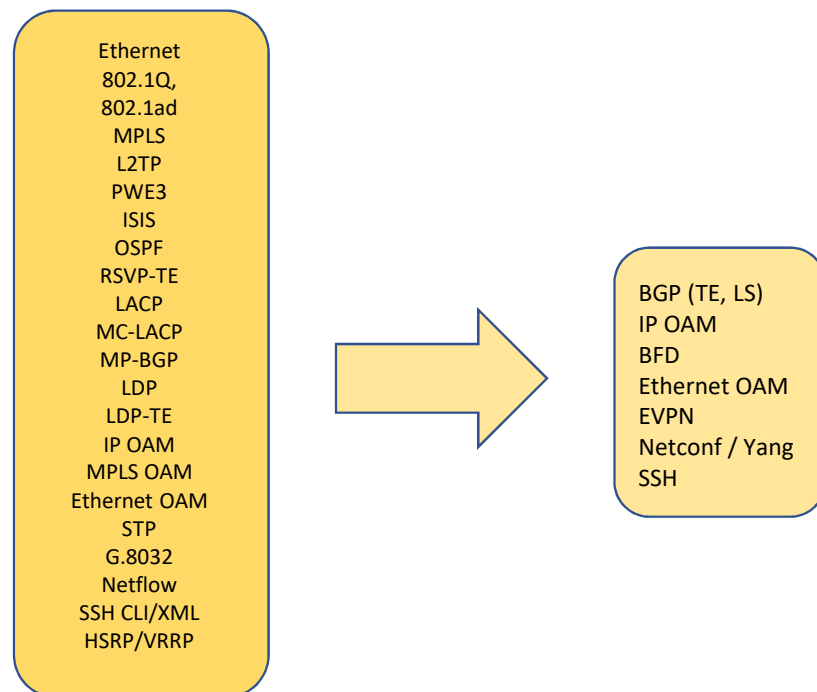 Ethernet
802.1Q,
802.1ad
MPLS
L2TP
PWE3
ISIS
OSPF
RSVP-TE
LACP
MC-LACP
MP-BGP
LDP
LDP-TE
IP OAM
MPLS OAM
Ethernet OAM
STP
G.8032
Netflow
SSH CLI/XML
HSRP/VRRP
BGP (TE, LS)
IP OAM
BFD
Ethernet OAM
EVPN
Netconf / Yang
SSH